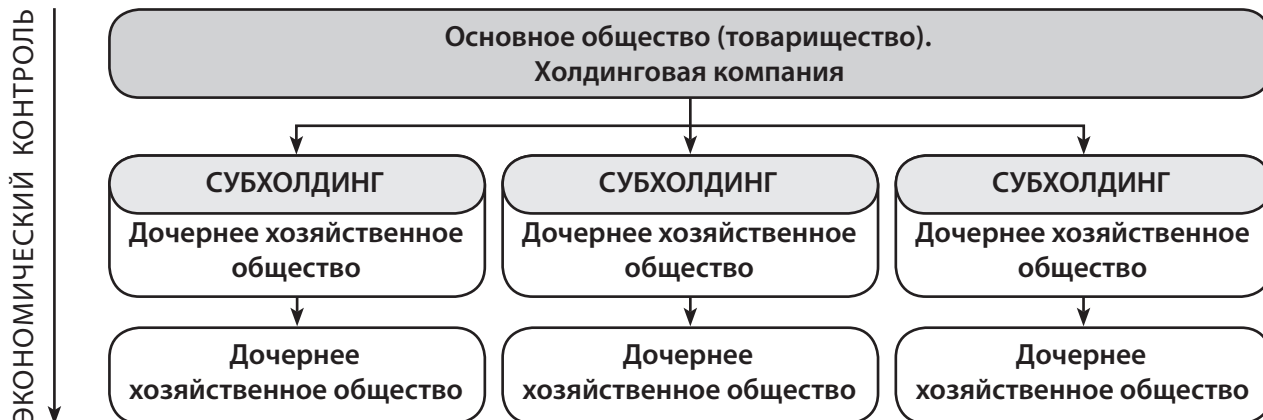 ЭКОНОМИЧЕСКИЙ КОНТРОЛЬ
Основное общество (товарищество).
Холдинговая компания
СУБХОЛДИНГ
Дочернее хозяйственное
общество
СУБХОЛДИНГ
Дочернее хозяйственное
общество
СУБХОЛДИНГ
Дочернее хозяйственное
общество
Дочернее
хозяйственное общество
Дочернее
хозяйственное общество
Дочернее
хозяйственное общество